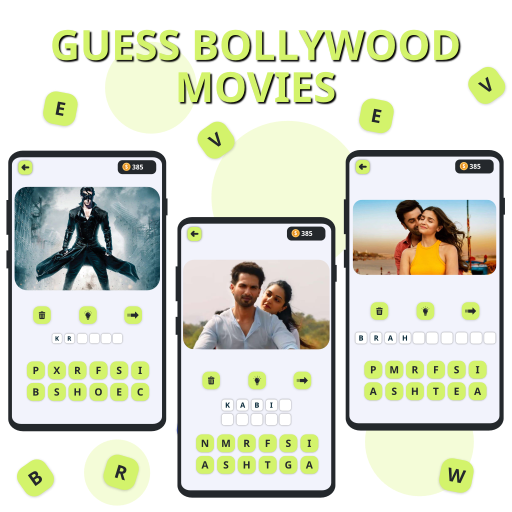 GUESS BOLLYWOOD
MOVIES
E
V
E
V
385
K R
P X R F S I
B S H O E C
385
K A B I
N M R F S I
A S H T G A
385
B R A H
P M R F S I
A S H T E A
B
R
W